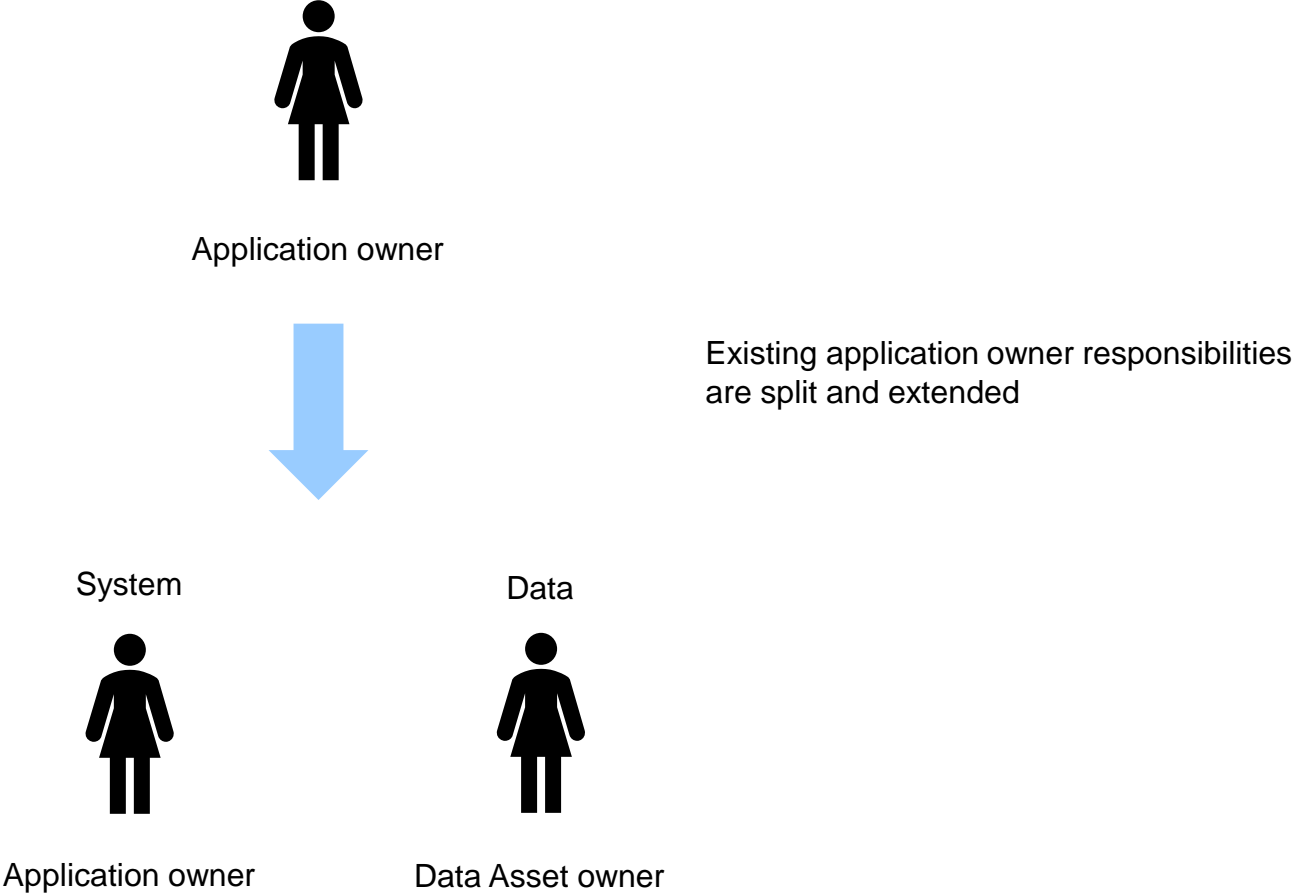 Application owner
Existing application owner responsibilities
are split and extended
System
Data
Application owner
Data Asset owner